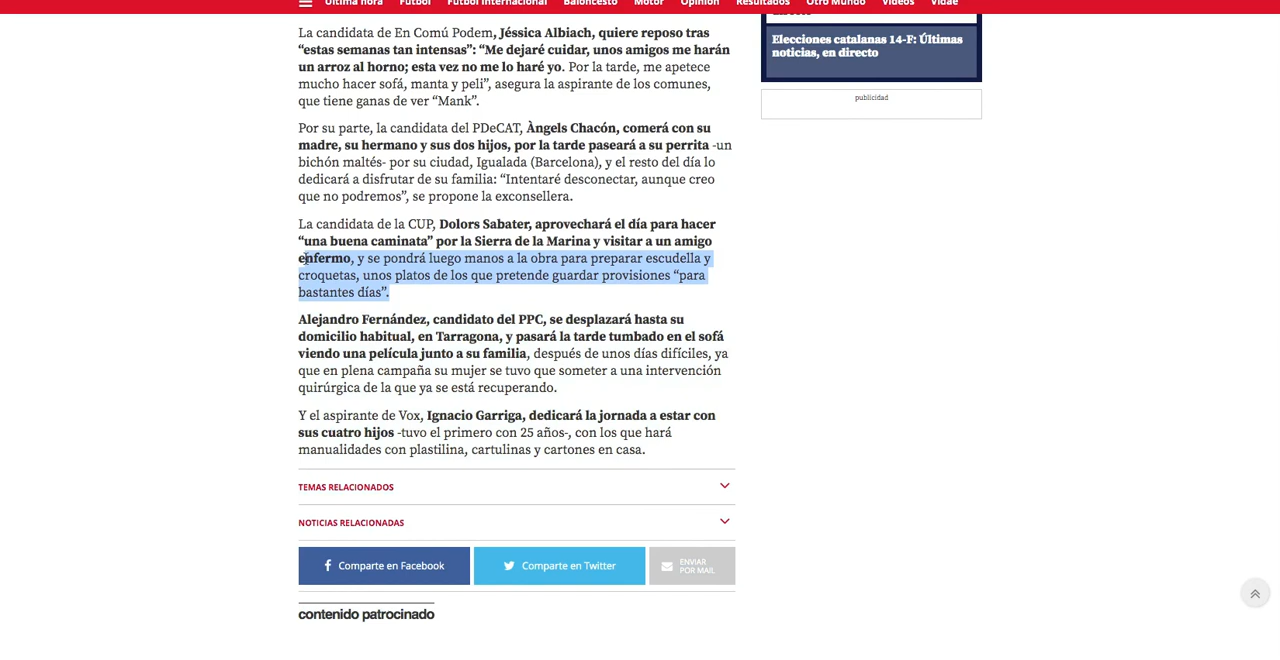 Última hora Fútbol Fútbol Internacional Baloncesto Motor Opinión Resultados Otro Mundo Vídeos Vidae
La candidata de En Comú Podem, Jéssica Albiach, quiere reposo tras
“estas semanas tan intensas”: “Me dejaré cuidar, unos amigos me harán
un arroz al horno; esta vez no me lo haré yo. Por la tarde, me apetece
mucho hacer sofá, manta y peli”, asegura la aspirante de los comunes,
que tiene ganas de ver “Mank”.
Por su parte, la candidata del PDeCAT, Àngels Chacón, comerá con su
madre, su hermano y sus dos hijos, por la tarde paseará a su perrita -un
bichón maltés- por su ciudad, Igualada (Barcelona), y el resto del día lo
dedicará a disfrutar de su familia: “Intentaré desconectar, aunque creo
que no podremos”, se propone la exconsellera.
La candidata de la CUP, Dolors Sabater, aprovechará el día para hacer
“una buena caminata” por la Sierra de la Marina y visitar a un amigo
enfermo, y se pondrá luego manos a la obra para preparar escudella y
croquetas, unos platos de los que pretende guardar provisiones “para
bastantes días”.
Alejandro Fernández, candidato del PPC, se desplazará hasta su
domicilio habitual, en Tarragona, y pasará la tarde tumbado en el sofá
viendo una película junto a su familia, después de unos días difíciles, ya
que en plena campaña su mujer se tuvo que someter a una intervención
quirúrgica de la que ya se está recuperando.
Y el aspirante de Vox, Ignacio Garriga, dedicará la jornada a estar con
sus cuatro hijos -tuvo el primero con 25 años-, con los que hará
manualidades con plastilina, cartulinas y cartones en casa.
TEMAS RELACIONADOS
NOTICIAS RELACIONADAS
Comparte en Facebook
Comparte en Twitter
ENVIAR
POR MAIL
contenido patrocinado
Elecciones catalanas 14-F: Últimas
noticias, en directo
publicidad